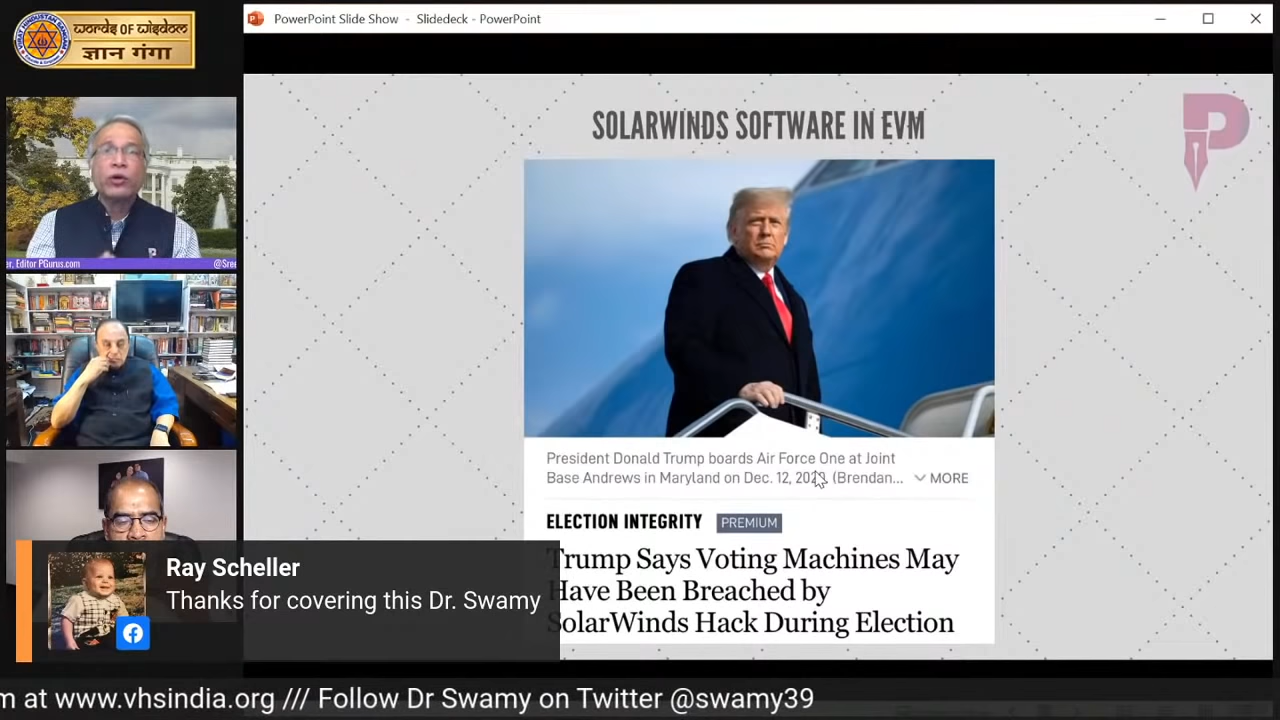 PowerPoint Slide Show - Slidedeck - PowerPoint
WORDS OF WISDOM
ज्ञान गंगा
SOLARWINDS SOFTWARE IN EVM
P
er, Editor PGurus.com @Sree
President Donald Trump boards Air Force One at Joint
Base Andrews in Maryland on Dec. 12, 2020. (Brendan... MORE
ELECTION INTEGRITY PREMIUM
Trump Says Voting Machines May
Have Been Breached by
SolarWinds Hack During Election
Ray Scheller
Thanks for covering this Dr. Swamy
m at www.vhsindia.org /// Follow Dr Swamy on Twitter @swamy39